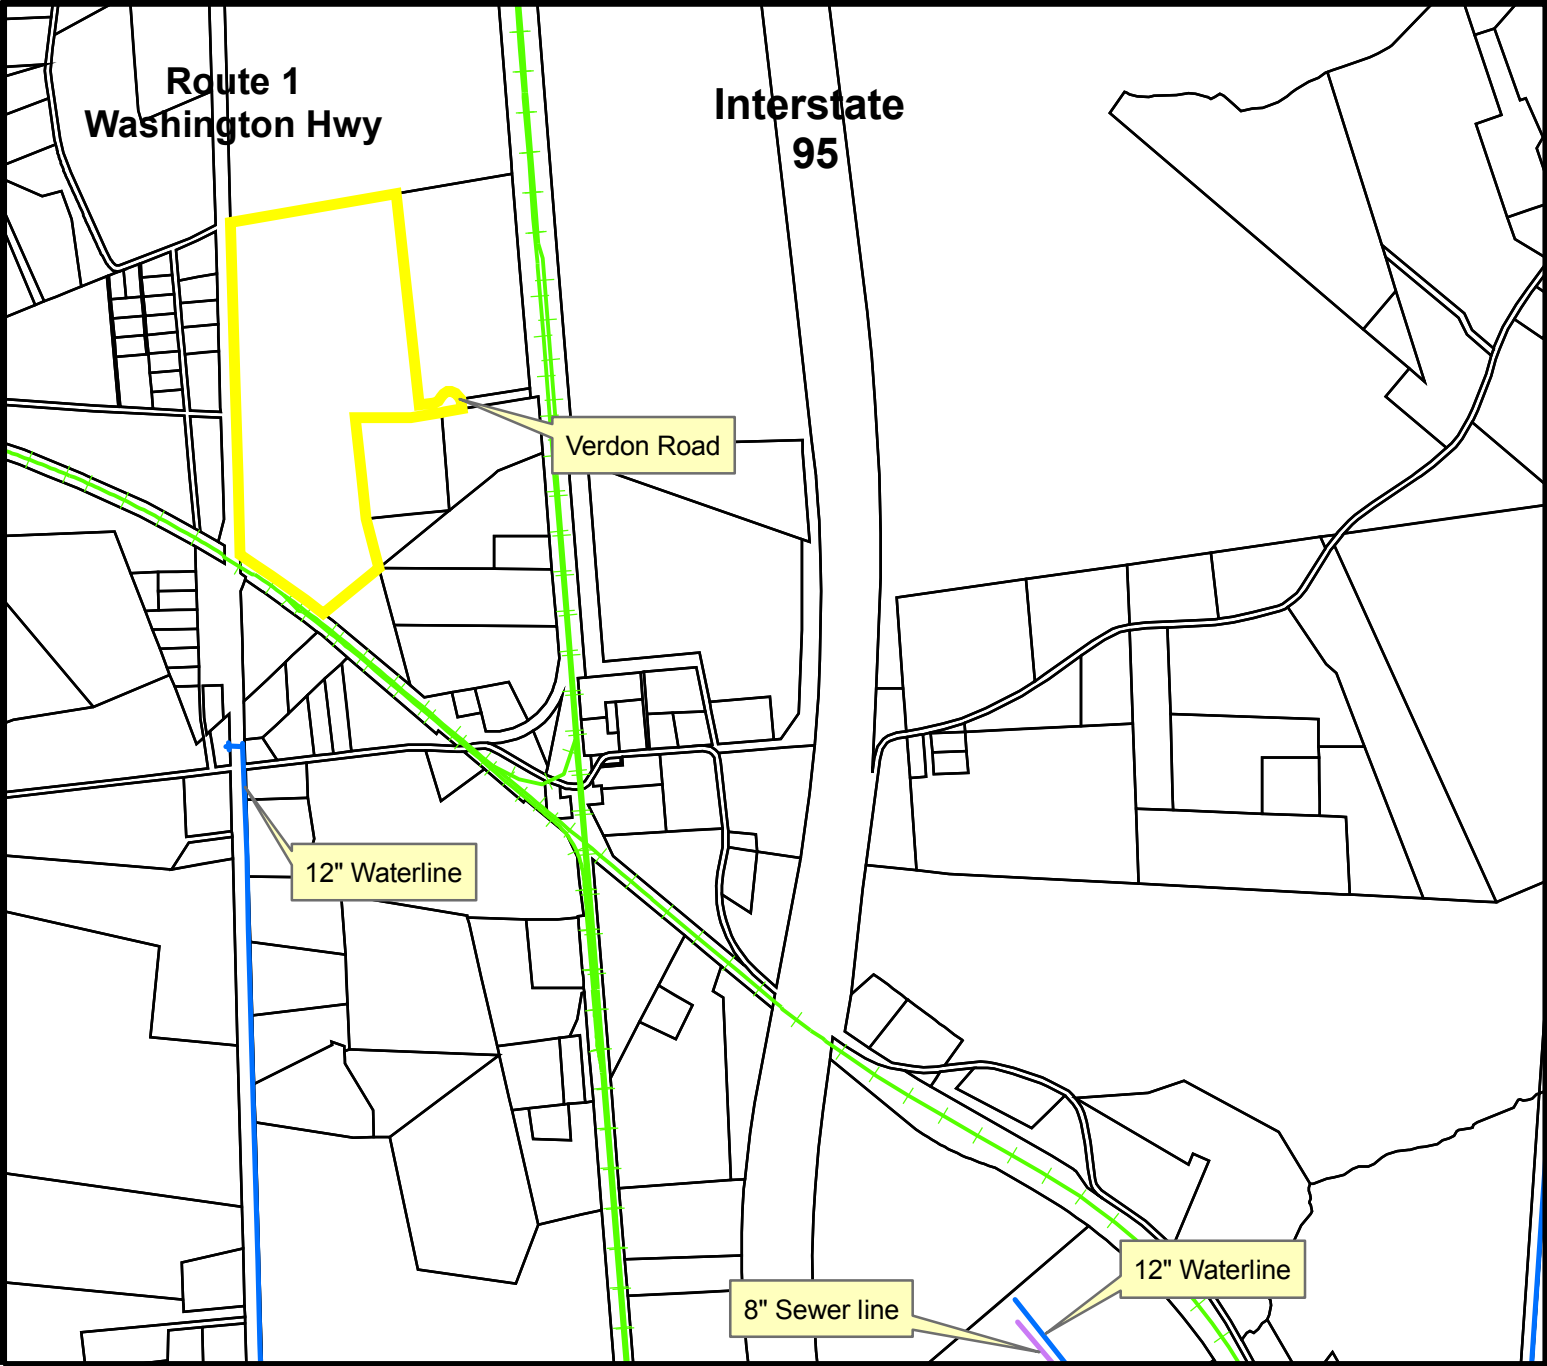 Route 1
Washington Hwy
Interstate
95
Verdon Road
12" Waterline
12" Waterline
8" Sewer line